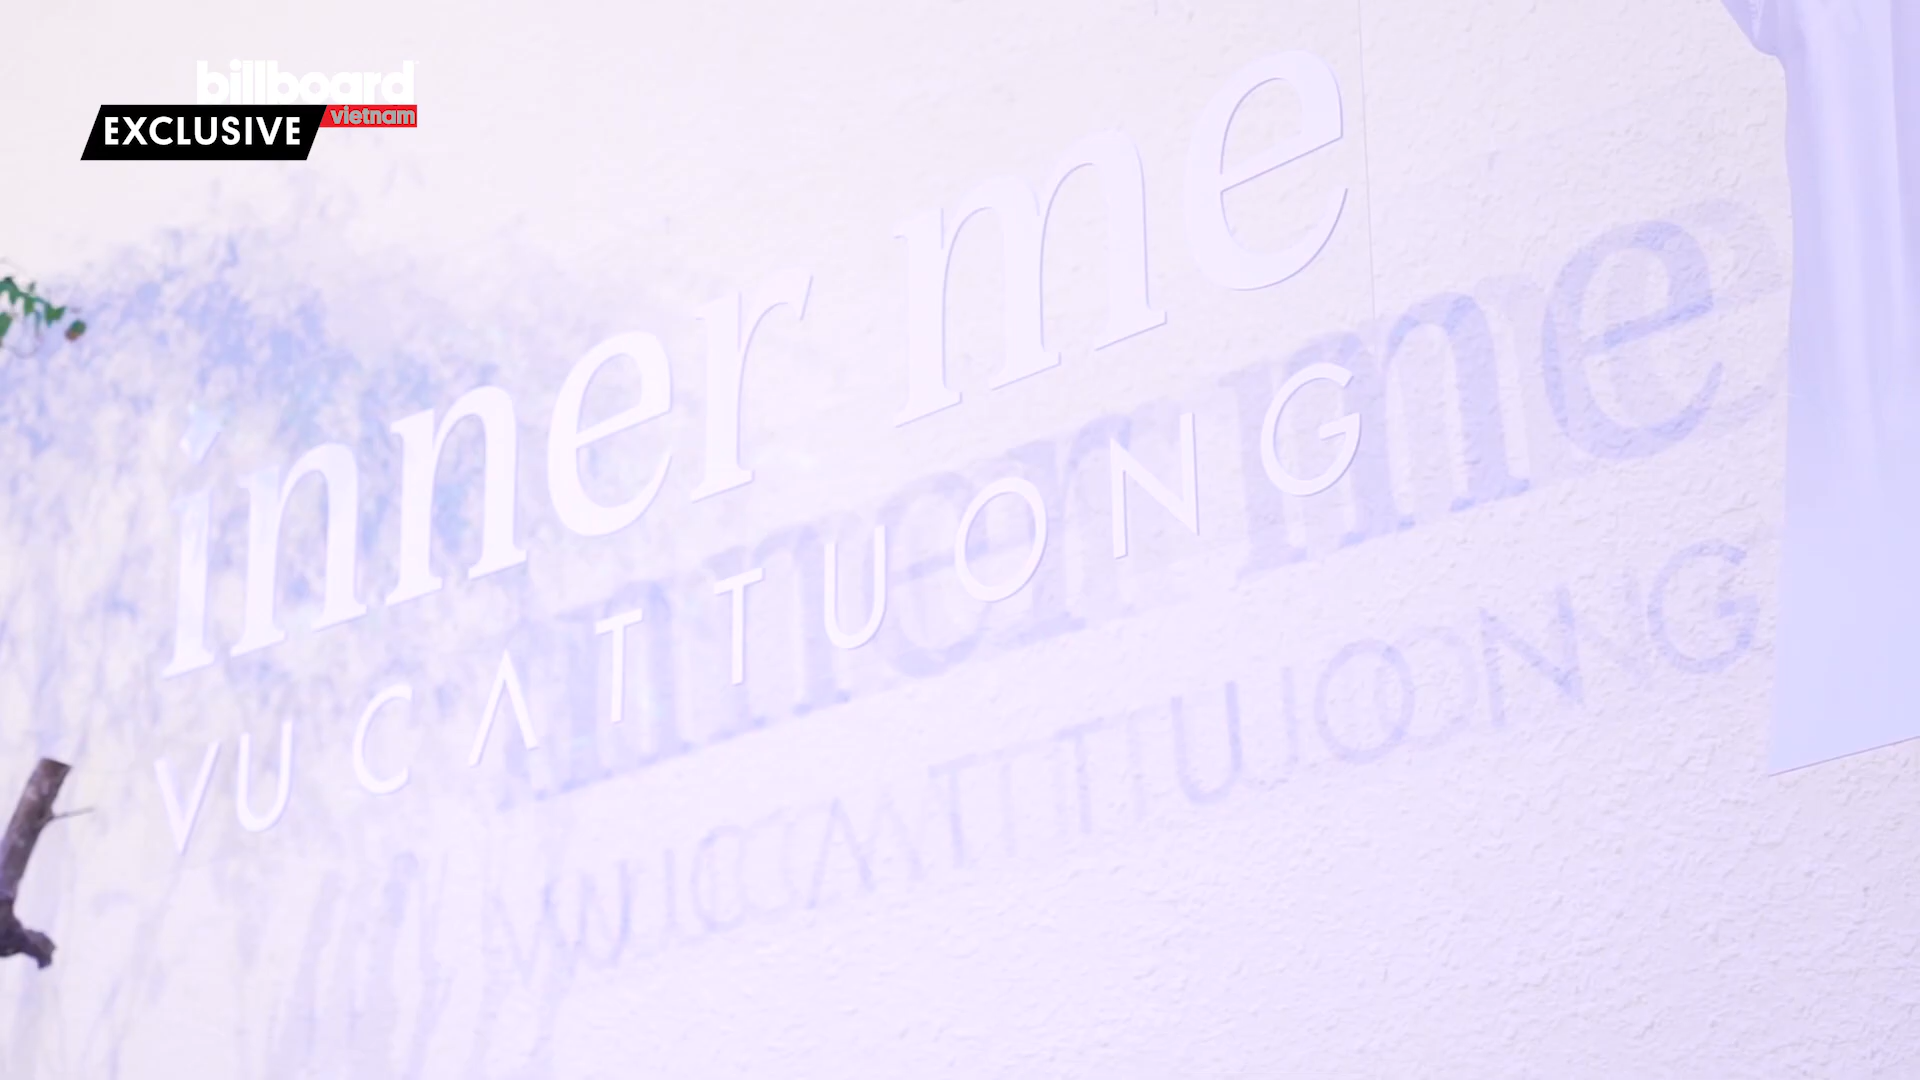 billboard
vietnam
EXCLUSIVE
inner me
VU CAT TUONG